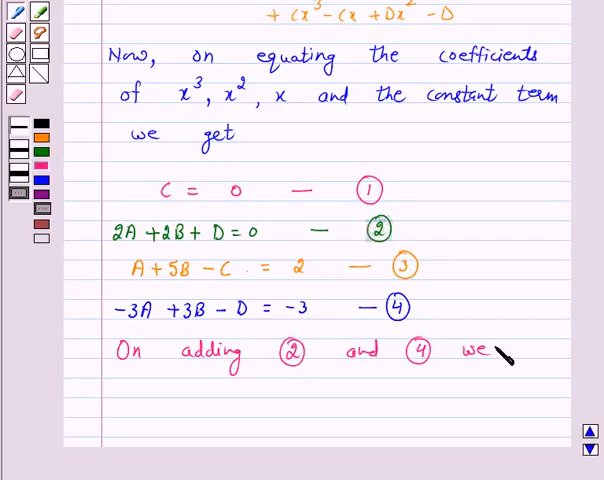 + Cx³ - Cx + Dx² - D
Now, on equating the coefficients
of x³, x², x and the constant term
we get
C = 0 — ①
2A + 2B + D = 0 — ②
A + 5B - C = 2 — ③
-3A + 3B - D = -3 — ④
On adding ② and ④ we